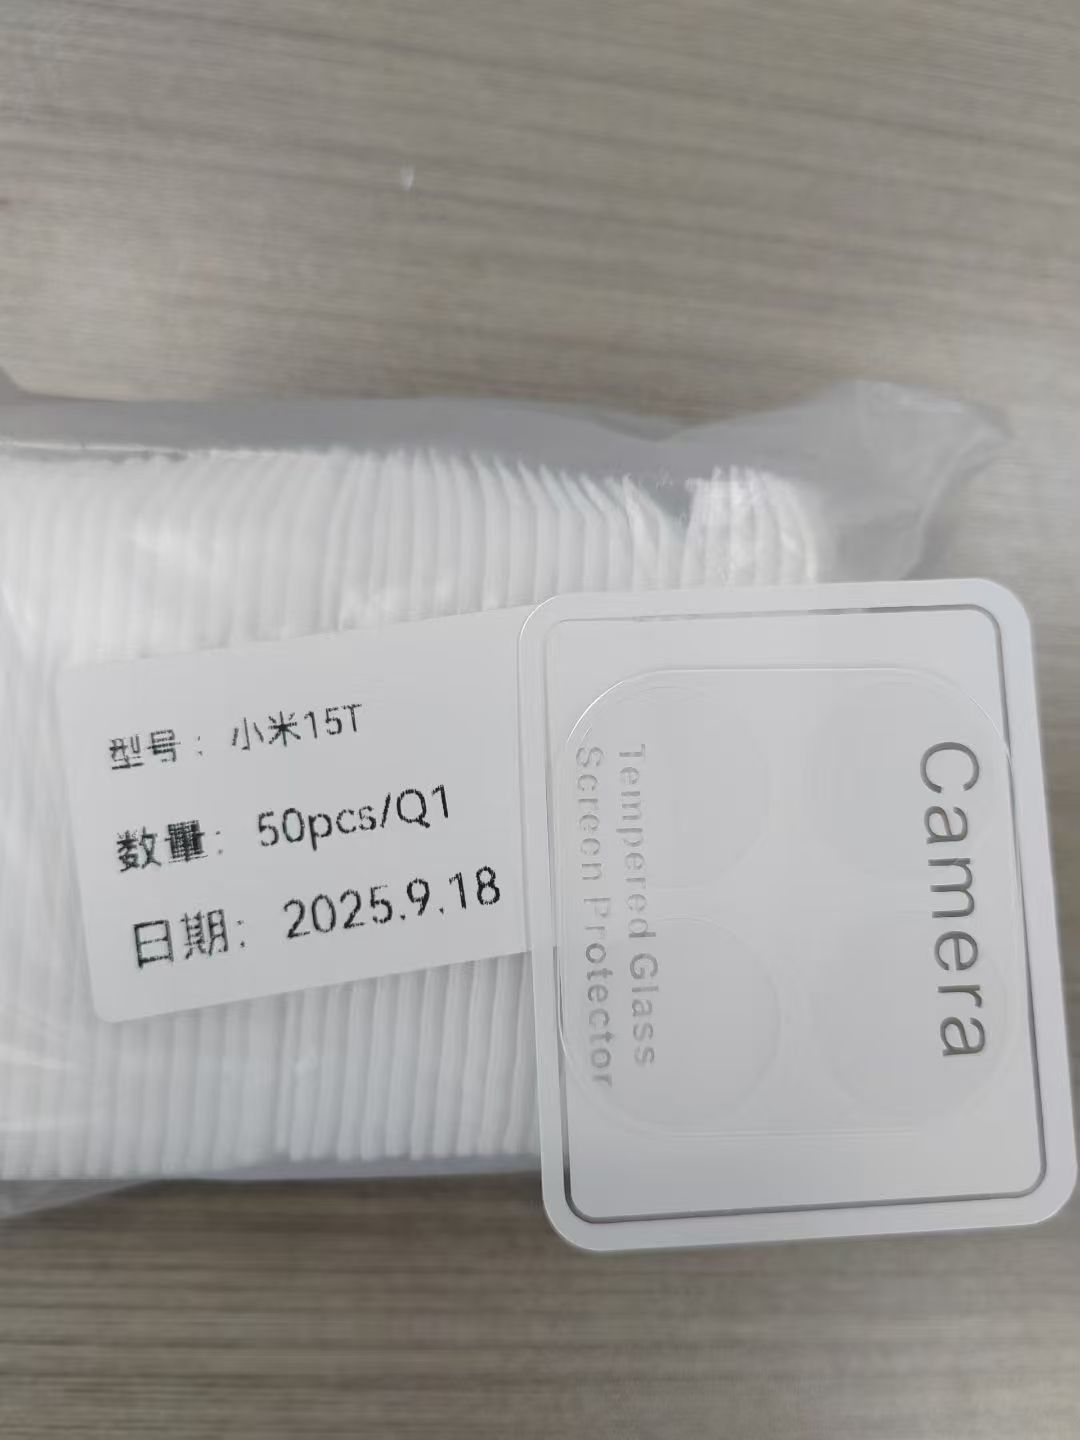 型号：小米15T
数量：50pcs/Q1
日期：2025.9.18
Camera
Tempered Glass
Screen Protector